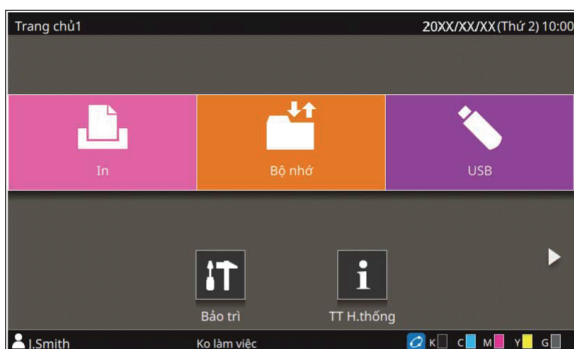 Trang chủ1 20XX/XX/XX(Thứ 2) 10:00
In Bộ nhớ USB
Bảo trì TT H.thống
J.Smith Ko làm việc K C M Y G